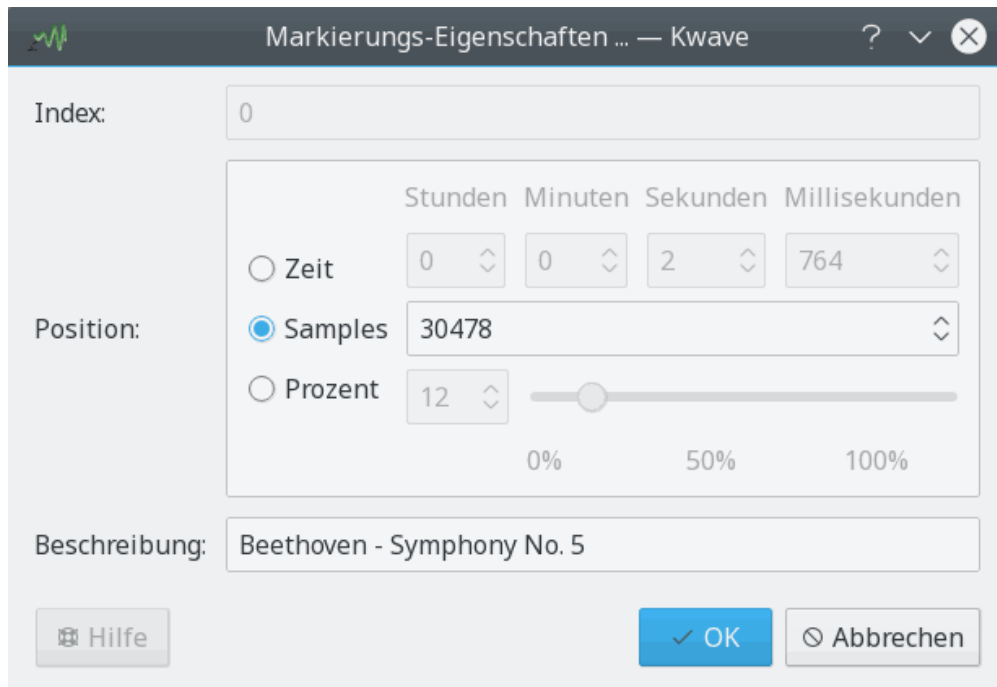 Markierungs-Eigenschaften ... — Kwave
Index: 0
Stunden Minuten Sekunden Millisekunden
Zeit 0 0 2 764
Position: Samples 30478
Prozent 12
0% 50% 100%
Beschreibung: Beethoven - Symphony No. 5
Hilfe OK Abbrechen